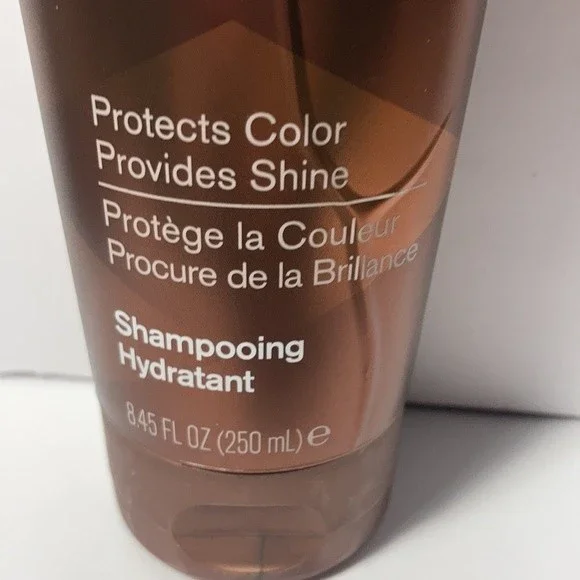 Protects Color
Provides Shine
Protège la Couleur
Procure de la Brillance
Shampooing
Hydratant
8.45 FL OZ (250 mL) ℮